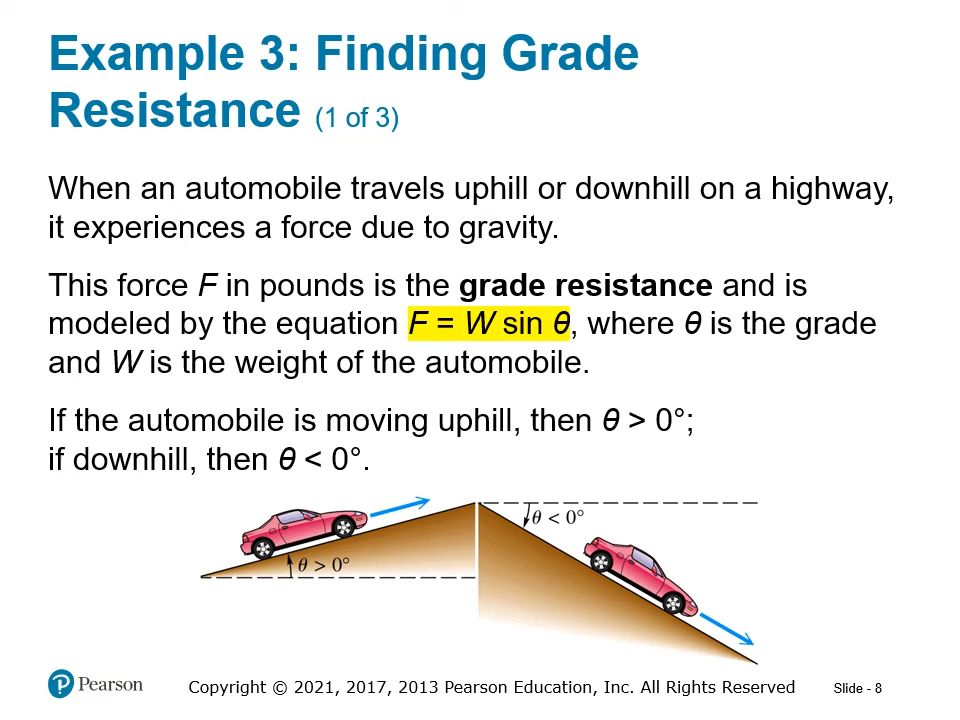 Example 3: Finding Grade
Resistance (1 of 3)
When an automobile travels uphill or downhill on a highway,
it experiences a force due to gravity.
This force F in pounds is the grade resistance and is
modeled by the equation F = W sin θ, where θ is the grade
and W is the weight of the automobile.
If the automobile is moving uphill, then θ > 0°;
if downhill, then θ < 0°.
θ > 0°
θ < 0°
Pearson
Copyright © 2021, 2017, 2013 Pearson Education, Inc. All Rights Reserved
Slide - 8